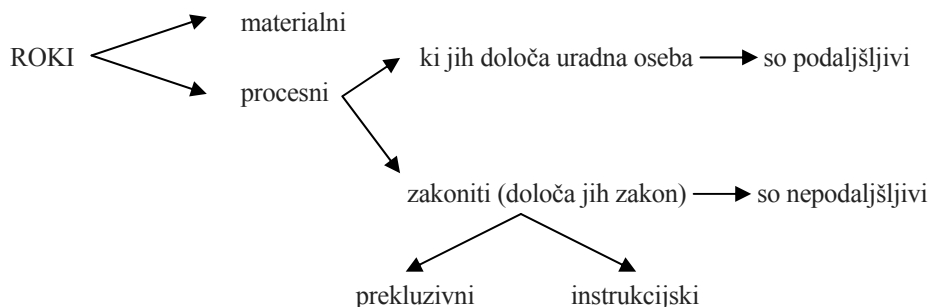 materialni
ROKI
ki jih določa uradna oseba
so podaljšljivi
procesni
zakoniti (določa jih zakon)
so nepodaljšljivi
prekluzivni
instrukcijski